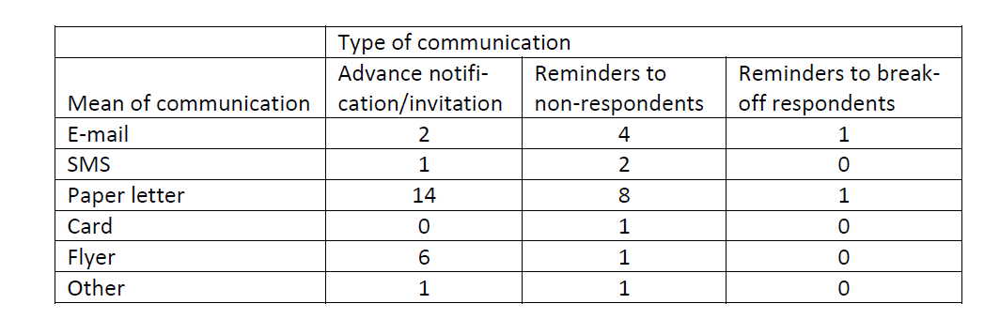 Type of communication
Mean of communication Advance notifi-cation/invitation Reminders to non-respondents Reminders to break-off respondents
E-mail 2 4 1
SMS 1 2 0
Paper letter 14 8 1
Card 0 1 0
Flyer 6 1 0
Other 1 1 0